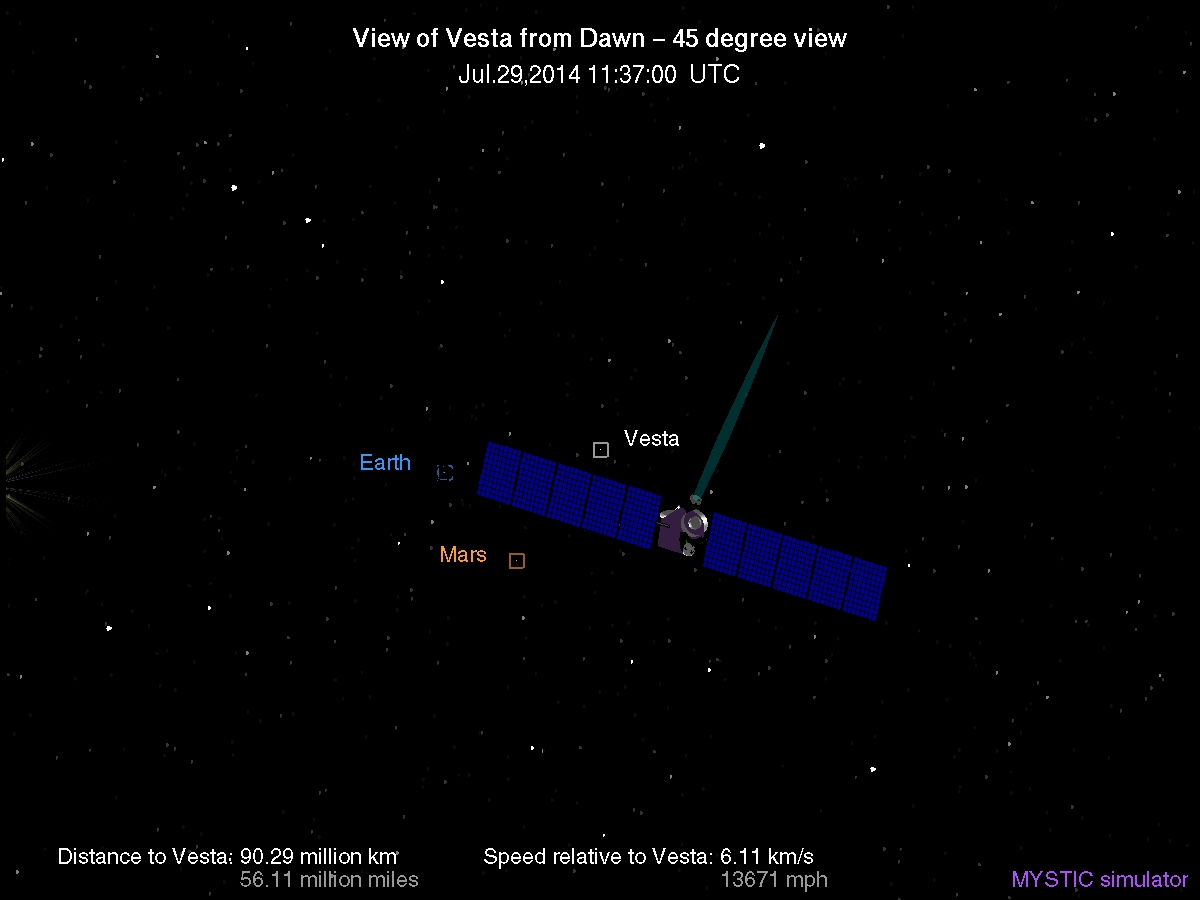 View of Vesta from Dawn – 45 degree view
Jul.29,2014 11:37:00 UTC
Vesta
Earth
Mars
Distance to Vesta: 90.29 million km
56.11 million miles
Speed relative to Vesta: 6.11 km/s
13671 mph
MYSTIC simulator